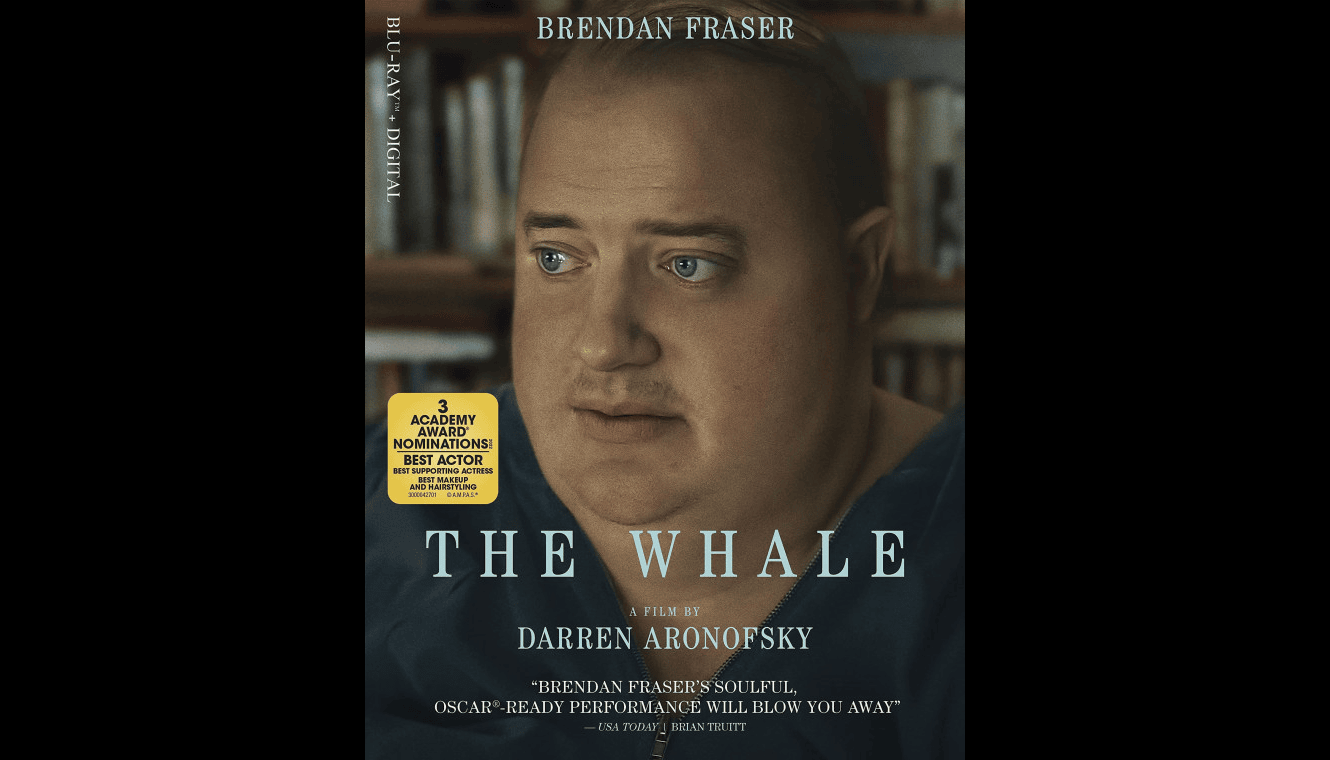 BRENDAN FRASER
BLU-RAY™ + DIGITAL
3
ACADEMY
AWARD®
NOMINATIONS
BEST ACTOR
BEST SUPPORTING ACTRESS
BEST MAKEUP
AND HAIRSTYLING
3000042701 ©A.M.P.A.S.®
THE WHALE
A FILM BY
DARREN ARONOFSKY
“BRENDAN FRASER’S SOULFUL,
OSCAR®-READY PERFORMANCE WILL BLOW YOU AWAY”
— USA TODAY | BRIAN TRUITT